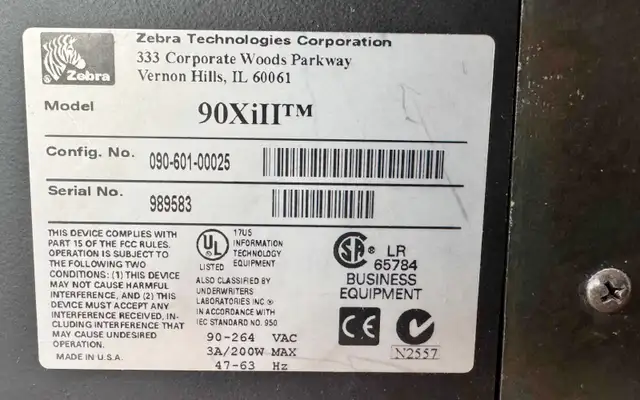 Zebra Technologies Corporation
333 Corporate Woods Parkway
Vernon Hills, IL 60061
Zebra
Model 90XiII™
Config. No. 090-601-00025
Serial No. 989583
THIS DEVICE COMPLIES WITH
PART 15 OF THE FCC RULES.
OPERATION IS SUBJECT TO
THE FOLLOWING TWO
CONDITIONS: (1) THIS DEVICE
MAY NOT CAUSE HARMFUL
INTERFERENCE, AND (2) THIS
DEVICE MUST ACCEPT ANY
INTERFERENCE RECEIVED, IN-
CLUDING INTERFERENCE THAT
MAY CAUSE UNDESIRED
OPERATION.
MADE IN U.S.A.
UL
LISTED
17U5
INFORMATION
TECHNOLOGY
EQUIPMENT
ALSO CLASSIFIED BY
UNDERWRITERS
LABORATORIES INC ®
IN ACCORDANCE WITH
IEC STANDARD NO. 950
90-264 VAC
3A/200W MAX
47-63 Hz
SA ® LR
65784
BUSINESS
EQUIPMENT
CE
N2557